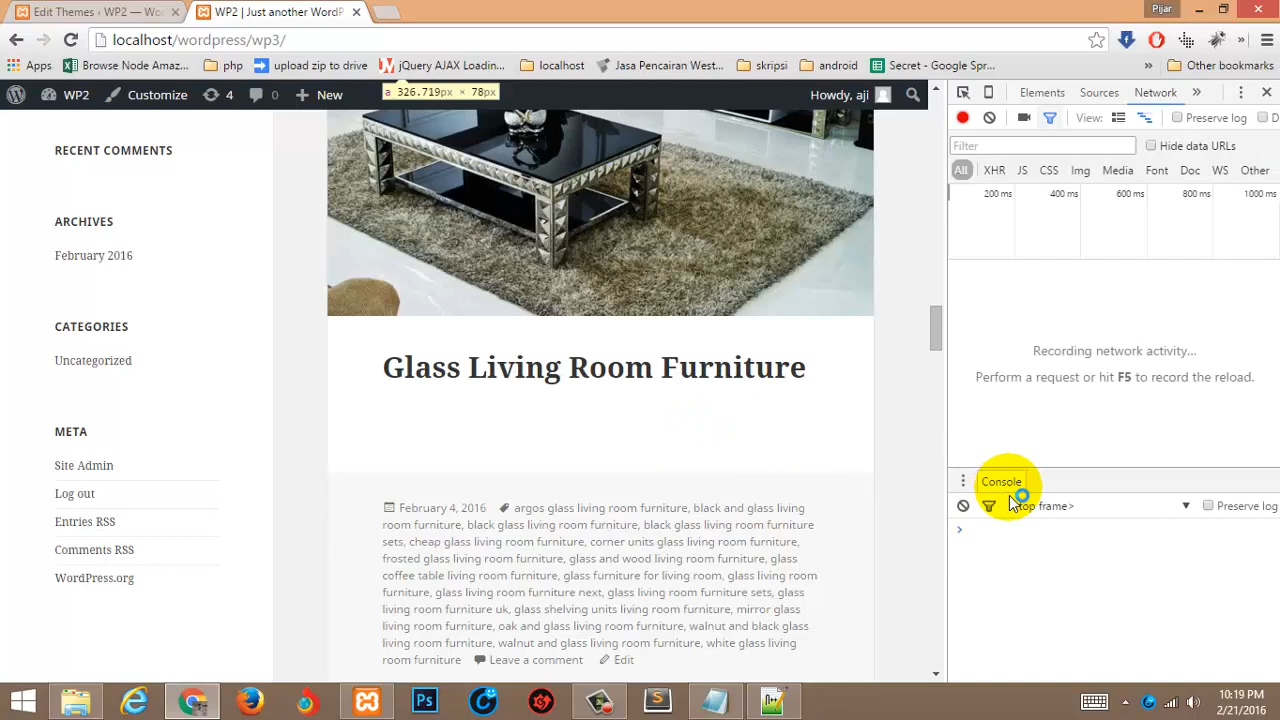 Edit Themes ‹ WP2 — Wo
WP2 | Just another WordP
Pijar
localhost/wordpress/wp3/
Apps
Browse Node Amaz...
php
upload zip to drive
jQuery AJAX Loadin...
localhost
Jasa Pencairan West...
skripsi
android
Secret - Google Spr...
»
Other bookmarks
WP2
Customize
4
0
New
a 326.719px × 78px
Howdy, aji
RECENT COMMENTS
ARCHIVES
February 2016
CATEGORIES
Uncategorized
META
Site Admin
Log out
Entries RSS
Comments RSS
WordPress.org
Glass Living Room Furniture
February 4, 2016 argos glass living room furniture, black and glass living
room furniture, black glass living room furniture, black glass living room furniture
sets, cheap glass living room furniture, corner units glass living room furniture,
frosted glass living room furniture, glass and wood living room furniture, glass
coffee table living room furniture, glass furniture for living room, glass living room
furniture, glass living room furniture next, glass living room furniture sets, glass
living room furniture uk, glass shelving units living room furniture, mirror glass
living room furniture, oak and glass living room furniture, walnut and black glass
living room furniture, walnut and glass living room furniture, white glass living
room furniture Leave a comment Edit
Elements Sources Network »
View: Preserve log D
Filter
Hide data URLs
All XHR JS CSS Img Media Font Doc WS Other
200 ms 400 ms 600 ms 800 ms 1000 ms
Recording network activity...
Perform a request or hit F5 to record the reload.
Console
top frame>
▼
Preserve log
>
Ps
S
10:19 PM
2/21/2016